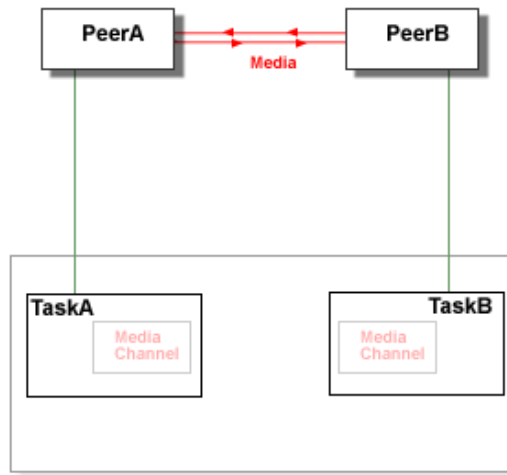 PeerA
PeerB
Media
TaskA
TaskB
Media
Channel
Media
Channel